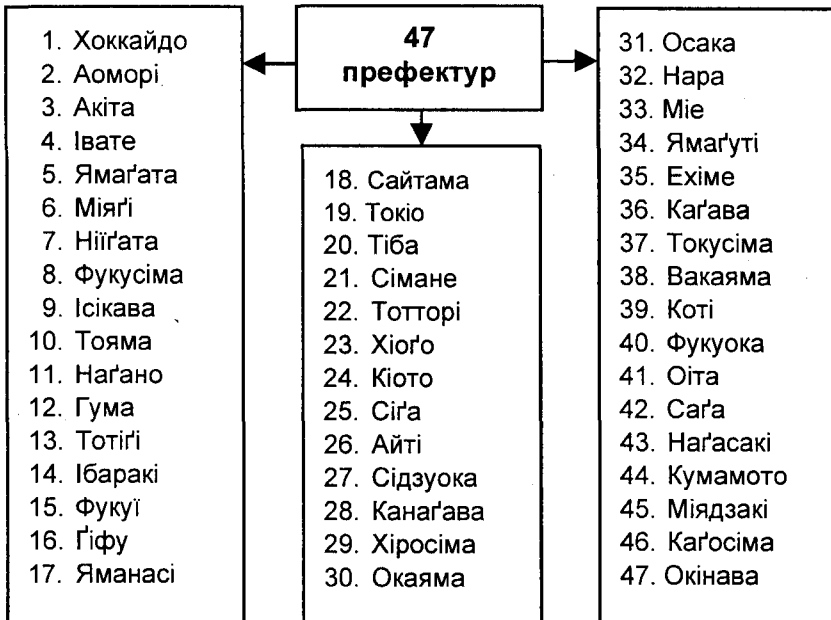 47
префектур
1. Хоккайдо
2. Аоморі
3. Акіта
4. Івате
5. Ямаґата
6. Міяґі
7. Ніїґата
8. Фукусіма
9. Ісікава
10. Тояма
11. Наґано
12. Гума
13. Тотіґі
14. Ібаракі
15. Фукуї
16. Ґіфу
17. Яманасі
18. Сайтама
19. Токіо
20. Тіба
21. Сімане
22. Тотторі
23. Хіоґо
24. Кіото
25. Сіґа
26. Айті
27. Сідзуока
28. Канаґава
29. Хіросіма
30. Окаяма
31. Осака
32. Нара
33. Міе
34. Ямаґуті
35. Ехіме
36. Каґава
37. Токусіма
38. Вакаяма
39. Коті
40. Фукуока
41. Оіта
42. Саґа
43. Наґасакі
44. Кумамото
45. Міядзакі
46. Каґосіма
47. Окінава